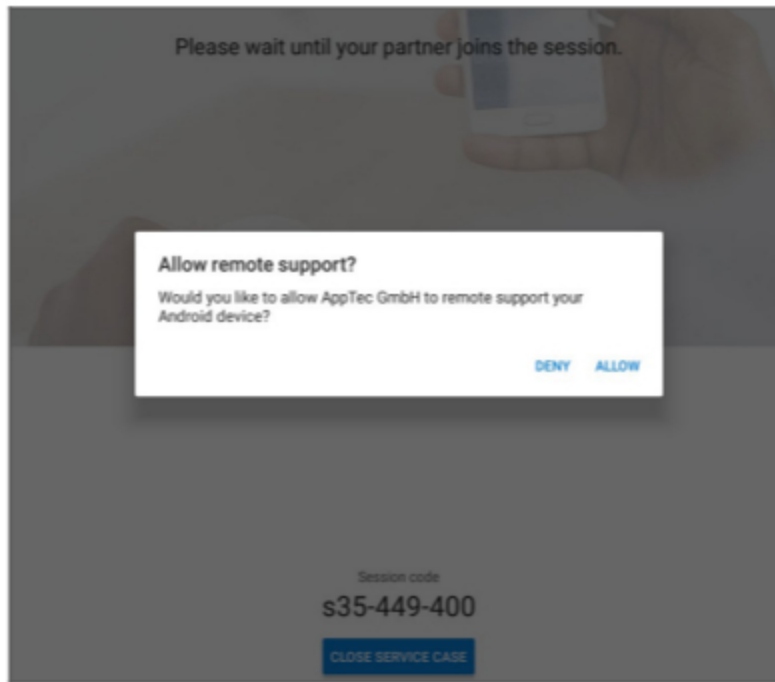 Please wait until your partner joins the session.
Allow remote support?
Would you like to allow AppTec GmbH to remote support your
Android device?
DENY ALLOW
Session code
s35-449-400
CLOSE SERVICE CASE